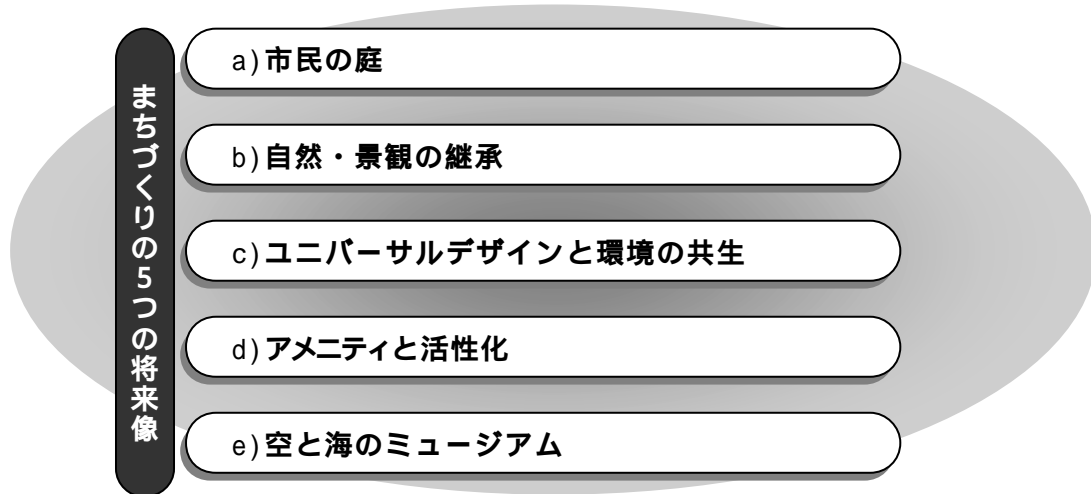 まちづくりの5つの将来像
a)市民の庭
b)自然・景観の継承
c)ユニバーサルデザインと環境の共生
d)アメニティと活性化
e)空と海のミュージアム